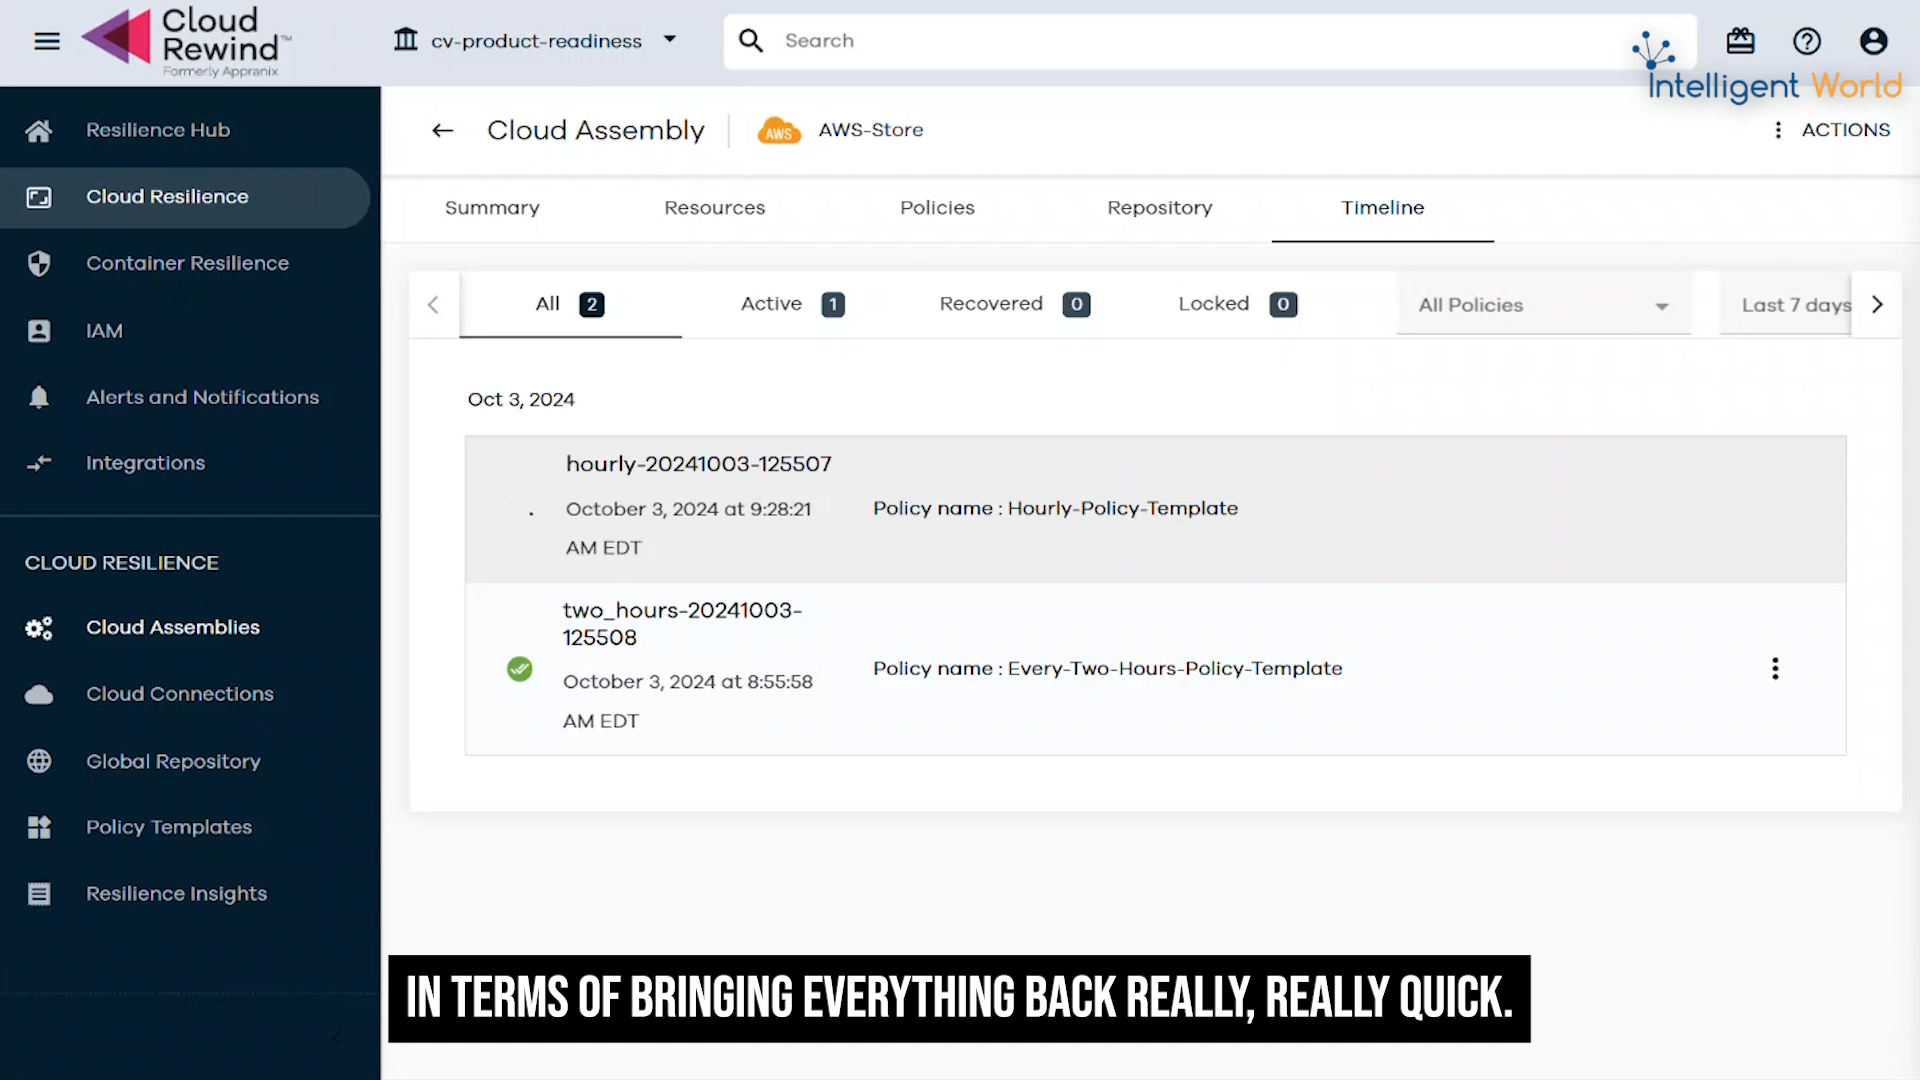 Cloud
Rewind™
Formerly Appranix
cv-product-readiness
Search
Intelligent World
Resilience Hub
Cloud Resilience
Container Resilience
IAM
Alerts and Notifications
Integrations
CLOUD RESILIENCE
Cloud Assemblies
Cloud Connections
Global Repository
Policy Templates
Resilience Insights
Cloud Assembly
AWS
AWS-Store
ACTIONS
Summary
Resources
Policies
Repository
Timeline
All 2
Active 1
Recovered 0
Locked 0
All Policies
Last 7 days
Oct 3, 2024
hourly-20241003-125507
October 3, 2024 at 9:28:21
AM EDT
Policy name : Hourly-Policy-Template
two_hours-20241003-
125508
October 3, 2024 at 8:55:58
AM EDT
Policy name : Every-Two-Hours-Policy-Template
IN TERMS OF BRINGING EVERYTHING BACK REALLY, REALLY QUICK.